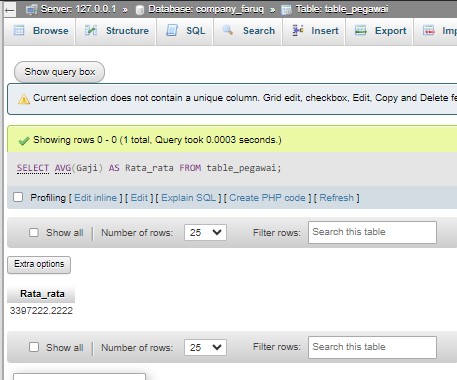 Server: 127.0.0.1 » Database: company_faruq » Table: table_pegawai
Browse Structure SQL Search Insert Export
Show query box
Current selection does not contain a unique column. Grid edit, checkbox, Edit, Copy and Delete
Showing rows 0 - 0 (1 total, Query took 0.0003 seconds.)
SELECT AVG(Gaji) AS Rata_rata FROM table_pegawai;
Profiling [ Edit inline ] [ Edit ] [ Explain SQL ] [ Create PHP code ] [ Refresh ]
Show all Number of rows: 25 Filter rows: Search this table
Extra options
Rata_rata
3397222.2222
Show all Number of rows: 25 Filter rows: Search this table